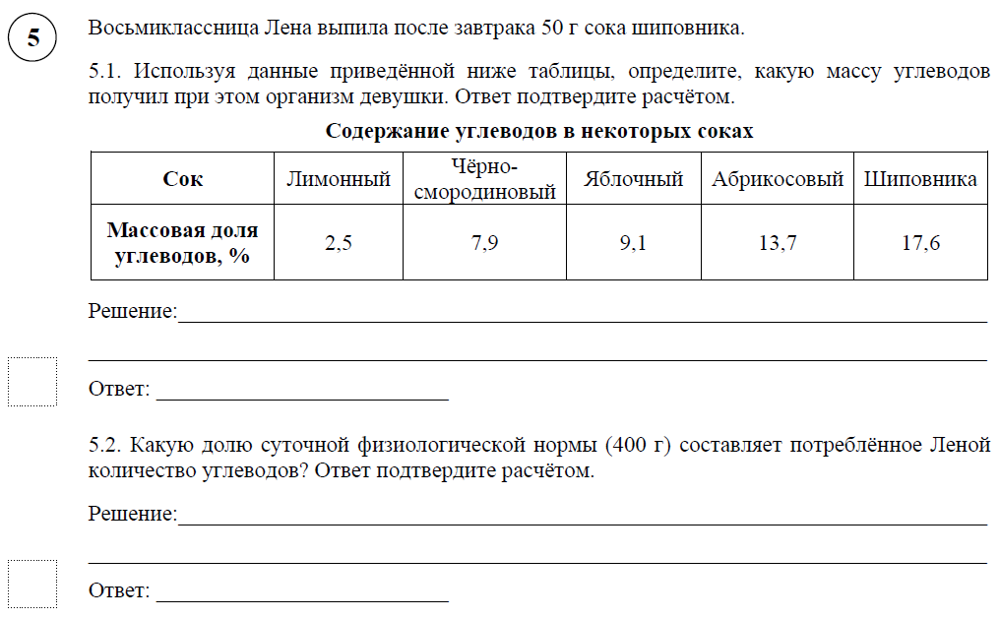 5
Восьмиклассница Лена выпила после завтрака 50 г сока шиповника.
5.1. Используя данные приведённой ниже таблицы, определите, какую массу углеводов
получил при этом организм девушки. Ответ подтвердите расчётом.
Содержание углеводов в некоторых соках
Сок Лимонный Чёрно- Яблочный Абрикосовый Шиповника
смородиновый
Массовая доля 2,5 7,9 9,1 13,7 17,6
углеводов, %
Решение:
Ответ:
5.2. Какую долю суточной физиологической нормы (400 г) составляет потреблённое Леной
количество углеводов? Ответ подтвердите расчётом.
Решение:
Ответ: